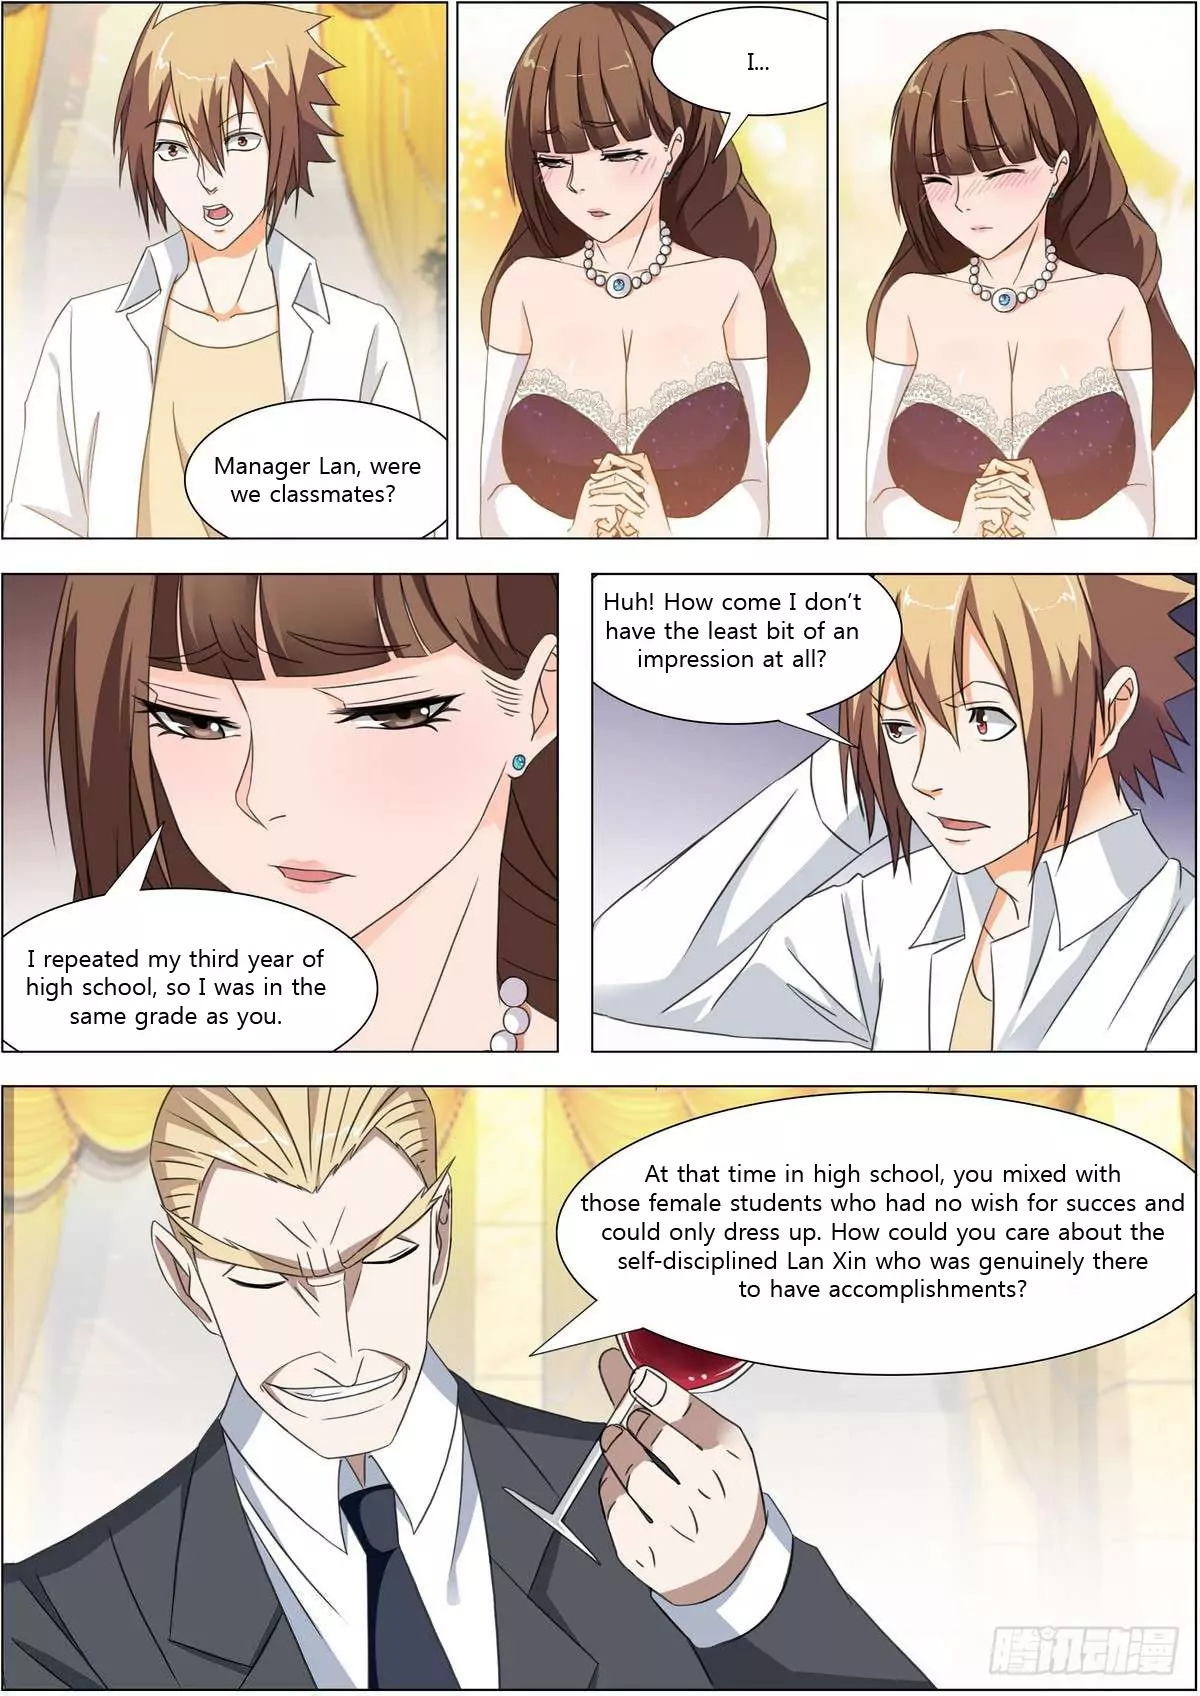 Manager Lan, were
we classmates?
I...
I repeated my third year of
high school, so I was in the
same grade as you.
Huh! How come I don't
have the least bit of an
impression at all?
At that time in high school, you mixed with
those female students who had no wish for succes and
could only dress up. How could you care about the
self-disciplined Lan Xin who was genuinely there
to have accomplishments?
腾讯动漫